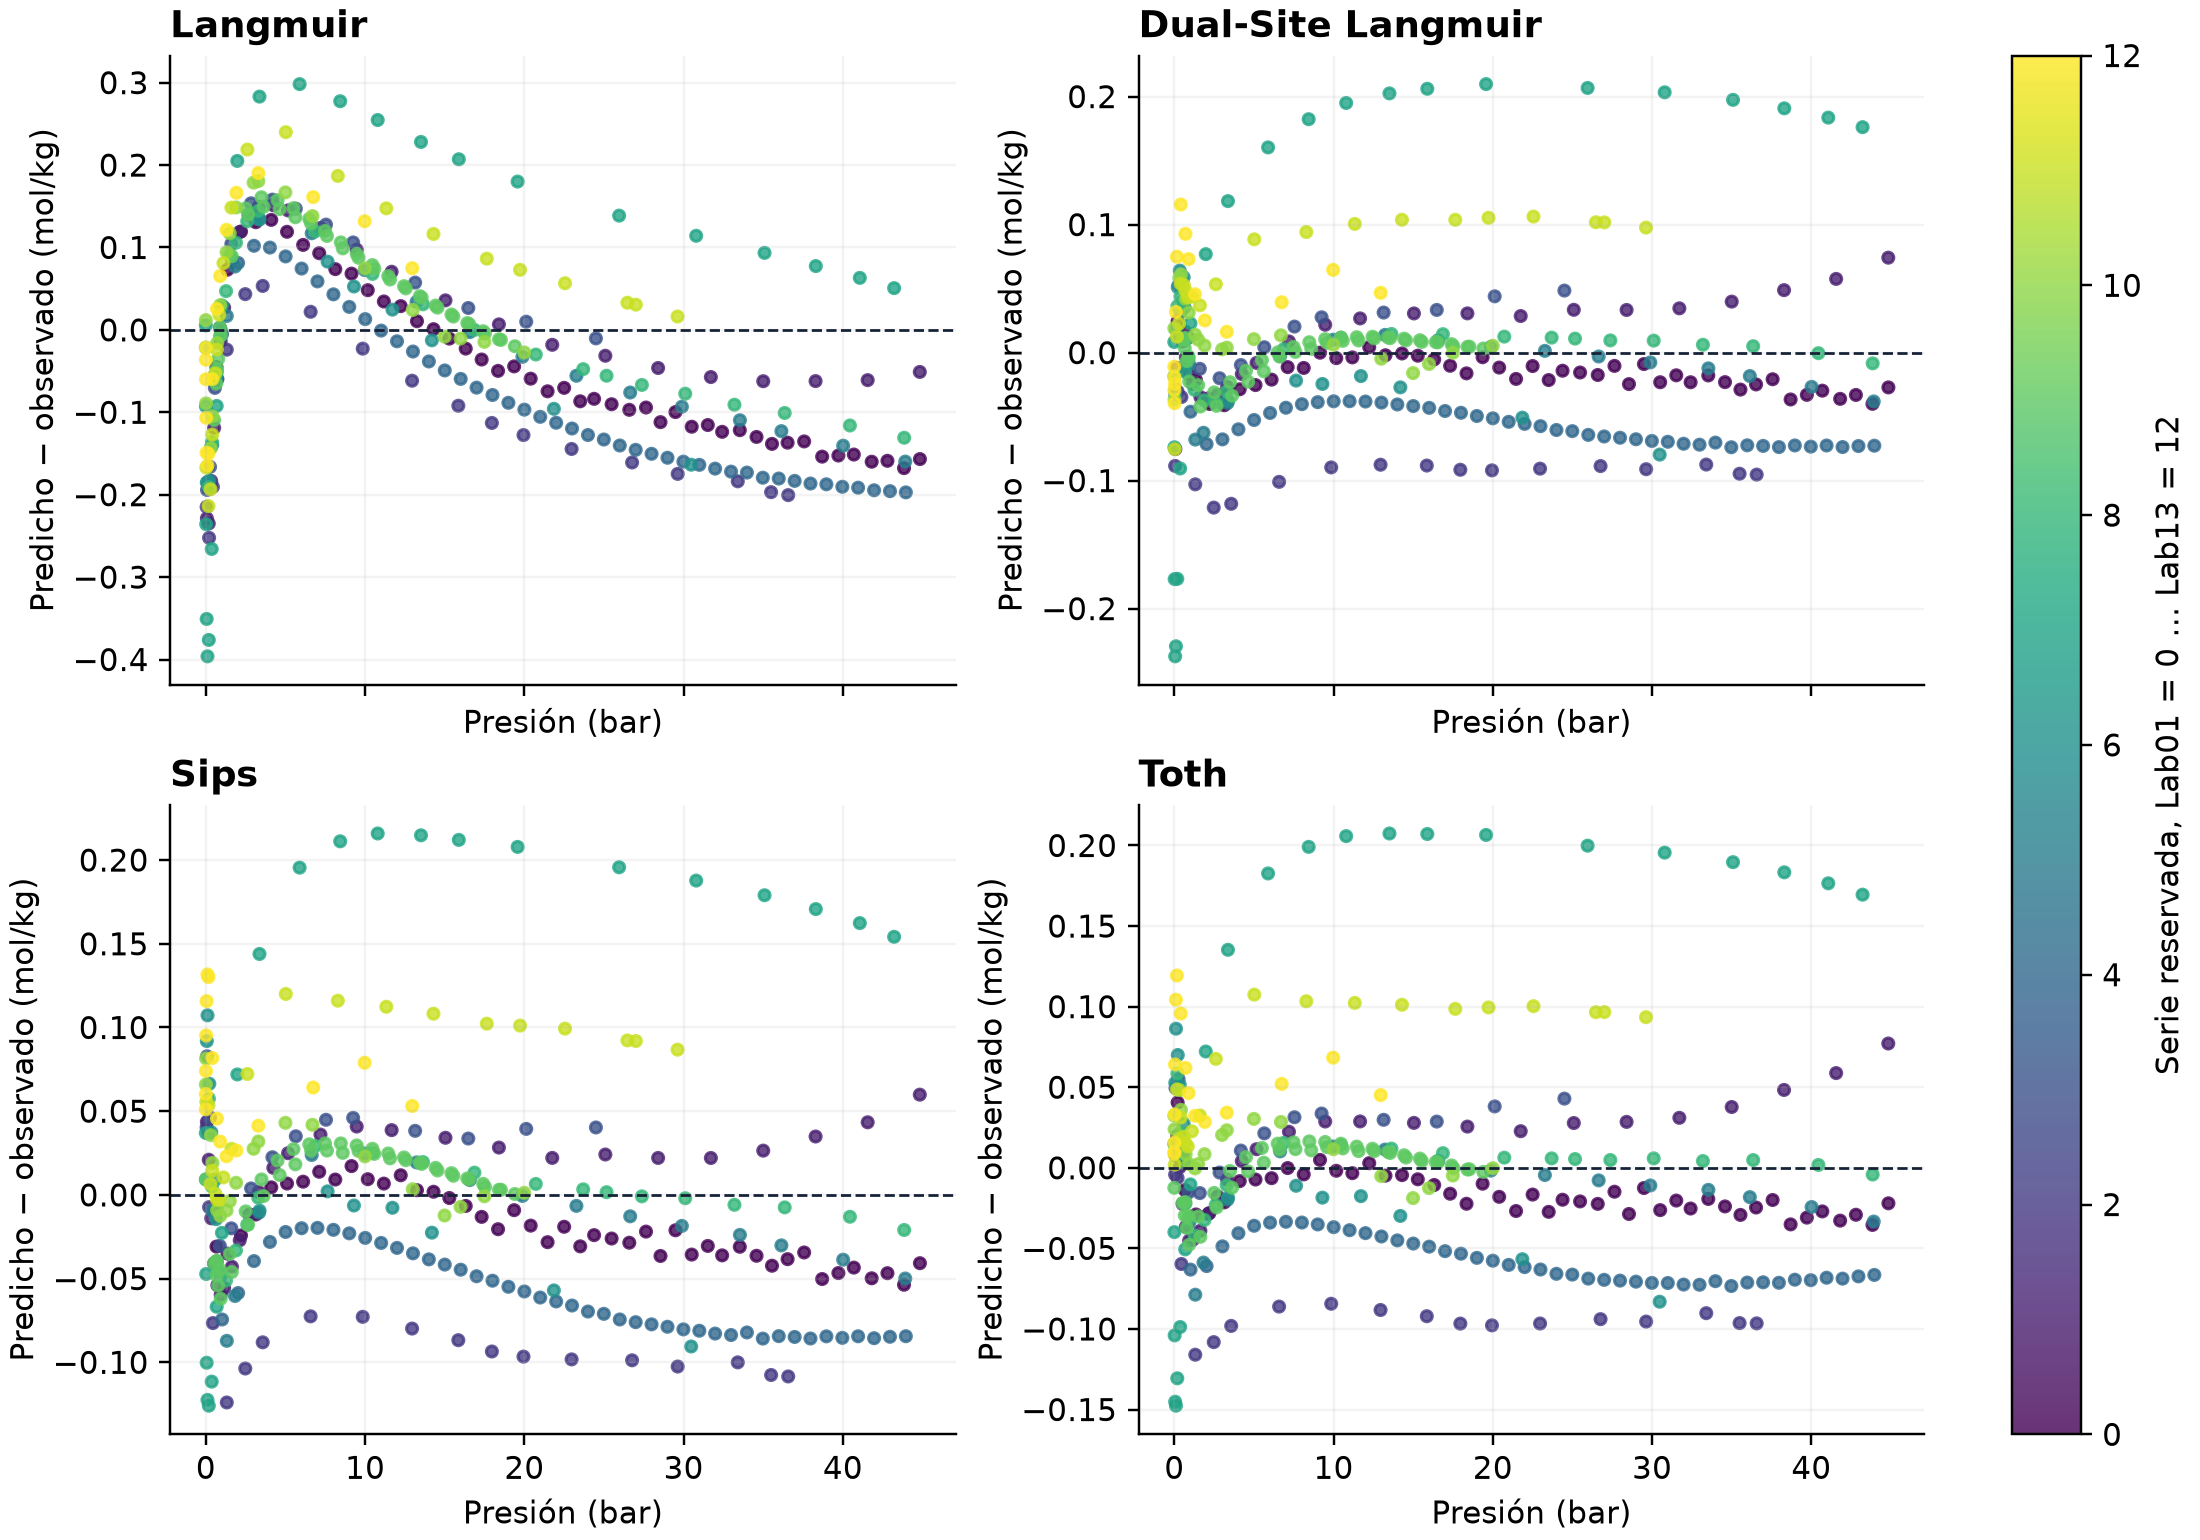 Langmuir
Predicho − observado (mol/kg)
0.3
0.2
0.1
0.0
−0.1
−0.2
−0.3
−0.4
Presión (bar)
Dual-Site Langmuir
Predicho − observado (mol/kg)
0.2
0.1
0.0
−0.1
−0.2
Presión (bar)
Sips
Predicho − observado (mol/kg)
0.20
0.15
0.10
0.05
0.00
−0.05
−0.10
0 10 20 30 40
Presión (bar)
Toth
Predicho − observado (mol/kg)
0.20
0.15
0.10
0.05
0.00
−0.05
−0.10
−0.15
0 10 20 30 40
Presión (bar)
12
10
8
6
4
2
0
Serie reservada, Lab01 = 0 ... Lab13 = 12